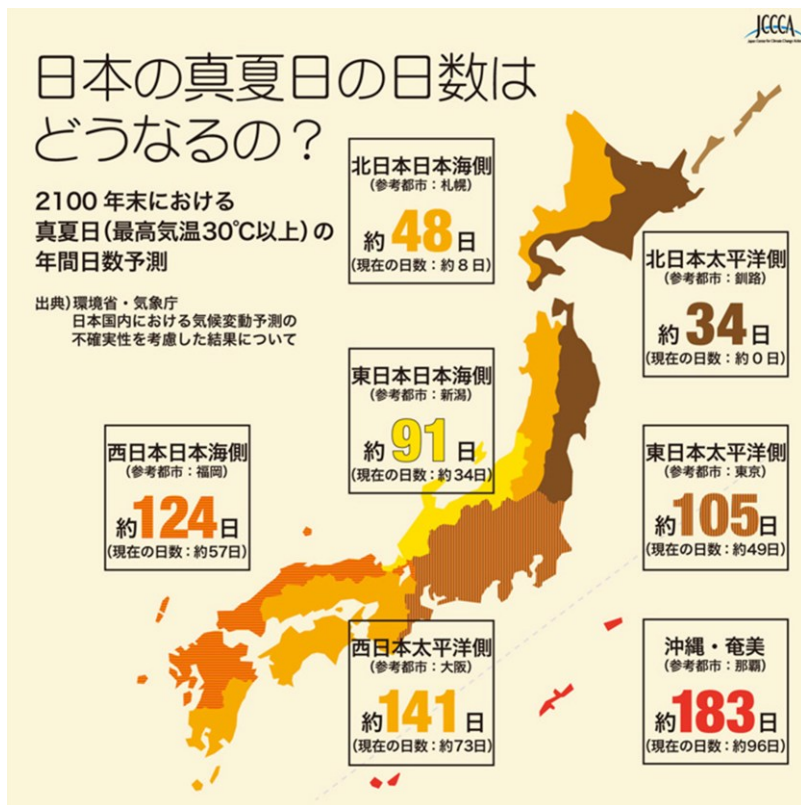 JCCCA
日本の真夏日の日数は
どうなるの？
2100 年末における
真夏日(最高気温30℃以上)の
年間日数予測
出典)環境省・気象庁
日本国内における気候変動予測の
不確実性を考慮した結果について
北日本日本海側
(参考都市：札幌)
約48日
(現在の日数：約8日)
北日本太平洋側
(参考都市：釧路)
約34日
(現在の日数：約0日)
東日本日本海側
(参考都市：新潟)
約91日
(現在の日数：約34日)
西日本日本海側
(参考都市：福岡)
約124日
(現在の日数：約57日)
東日本太平洋側
(参考都市：東京)
約105日
(現在の日数：約49日)
西日本太平洋側
(参考都市：大阪)
約141日
(現在の日数：約73日)
沖縄・奄美
(参考都市：那覇)
約183日
(現在の日数：約96日)